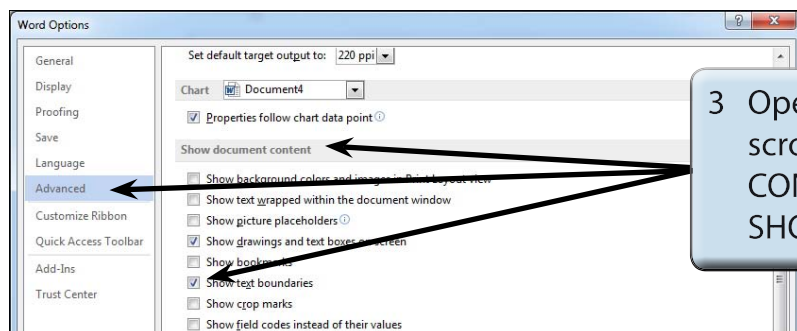 Word Options
General
Display
Proofing
Save
Language
Advanced
Customize Ribbon
Quick Access Toolbar
Add-Ins
Trust Center
Set default target output to: 220 ppi
Chart Document4
Properties follow chart data point
Show document content
Show background colors and images in Print Layout view
Show text wrapped within the document window
Show picture placeholders
Show drawings and text boxes on screen
Show bookmarks
Show text boundaries
Show crop marks
Show field codes instead of their values
3